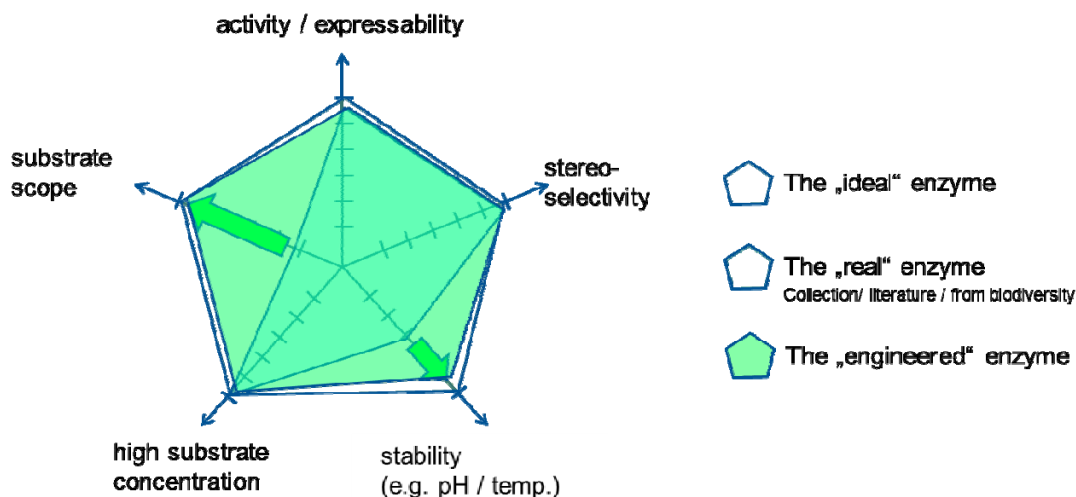 activity / expressability
substrate
scope
stereo-
selectivity
high substrate
concentration
stability
(e.g. pH / temp.)
The „ideal“ enzyme
The „real“ enzyme
Collection/ literature / from biodiversity
The „engineered“ enzyme